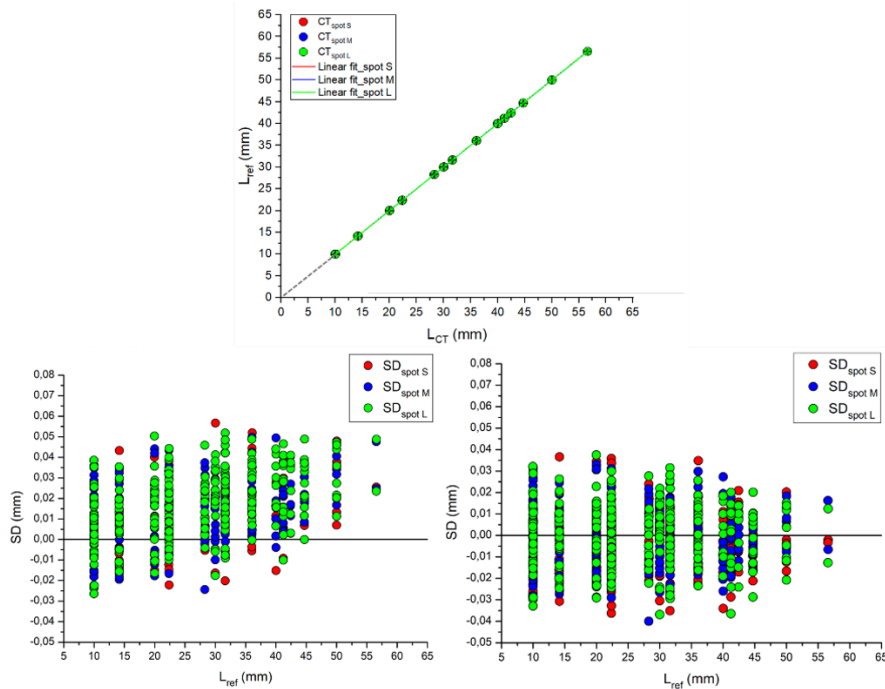 65
60
55
50
45
40
35
30
25
20
15
10
5
0
L_ref (mm)
CT_spot S
CT_spot M
CT_spot L
Linear fit_spot S
Linear fit_spot M
Linear fit_spot L
0 5 10 15 20 25 30 35 40 45 50 55 60 65
L_CT (mm)
0,08
0,07
0,06
0,05
0,04
0,03
0,02
0,01
0,00
-0,01
-0,02
-0,03
-0,04
-0,05
SD (mm)
SD_spot S
SD_spot M
SD_spot L
5 10 15 20 25 30 35 40 45 50 55 60 65
L_ref (mm)
0,08
0,07
0,06
0,05
0,04
0,03
0,02
0,01
0,00
-0,01
-0,02
-0,03
-0,04
-0,05
SD (mm)
SD_spot S
SD_spot M
SD_spot L
5 10 15 20 25 30 35 40 45 50 55 60 65
L_ref (mm)